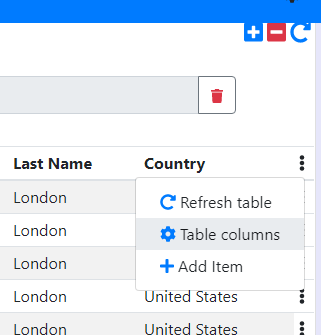 Last Name Country
London
Refresh table
London
Table columns
London
Add Item
London United States
London United States